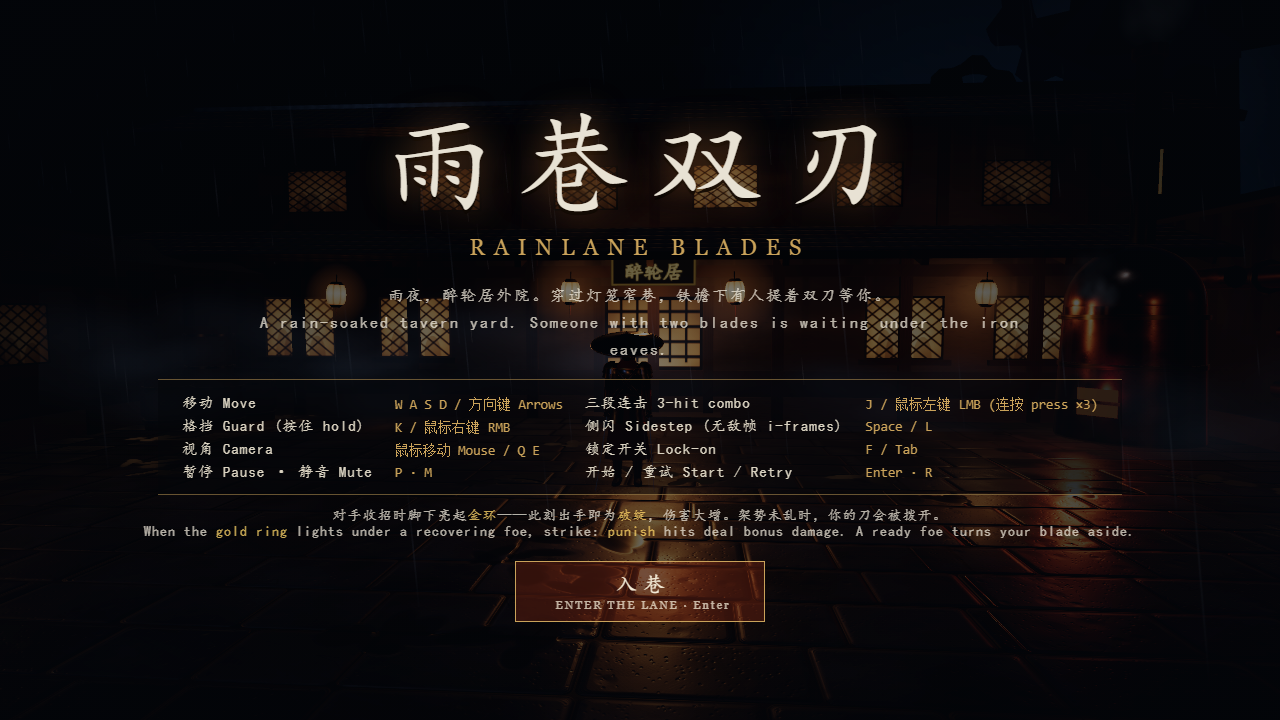 雨巷双刃
RAINLANE BLADES
醉轮居
雨夜，醉轮居外院。穿过灯笼窄巷，铁檐下有人提着双刀等你。
A rain-soaked tavern yard. Someone with two blades is waiting under the iron
eaves.
移动 Move W A S D / 方向键 Arrows 三段连击 3-hit combo J / 鼠标左键 LMB (连按 press ×3)
格挡 Guard (按住 hold) K / 鼠标右键 RMB 侧闪 Sidestep (无敌帧 i-frames) Space / L
视角 Camera 鼠标移动 Mouse / Q E 锁定开关 Lock-on F / Tab
暂停 Pause · 静音 Mute P · M 开始 / 重试 Start / Retry Enter · R
对手收招时脚下亮起金环——此刻出手即为破绽，伤害大增。架势未乱时，你的刀会被拨开。
When the gold ring lights under a recovering foe, strike: punish hits deal bonus damage. A ready foe turns your blade aside.
入巷
ENTER THE LANE · Enter